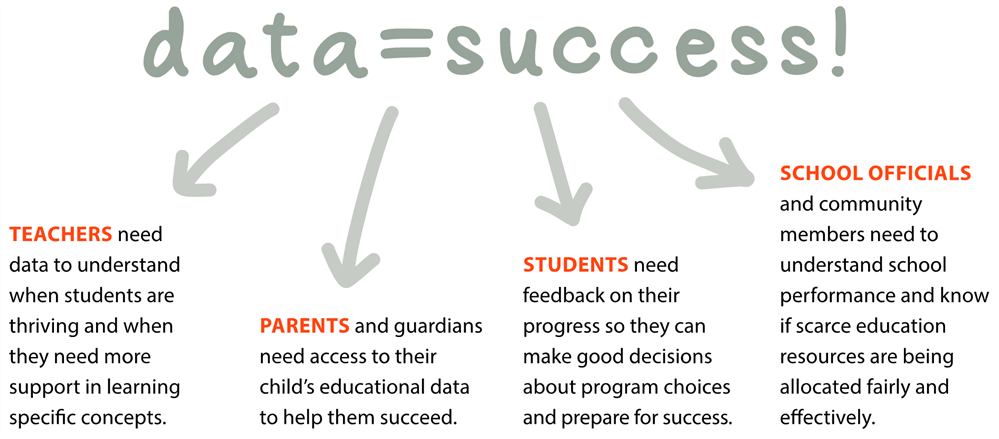 data=success!
TEACHERS need
data to understand
when students are
thriving and when
they need more
support in learning
specific concepts.
PARENTS and guardians
need access to their
child’s educational data
to help them succeed.
STUDENTS need
feedback on their
progress so they can
make good decisions
about program choices
and prepare for success.
SCHOOL OFFICIALS
and community
members need to
understand school
performance and know
if scarce education
resources are being
allocated fairly and
effectively.